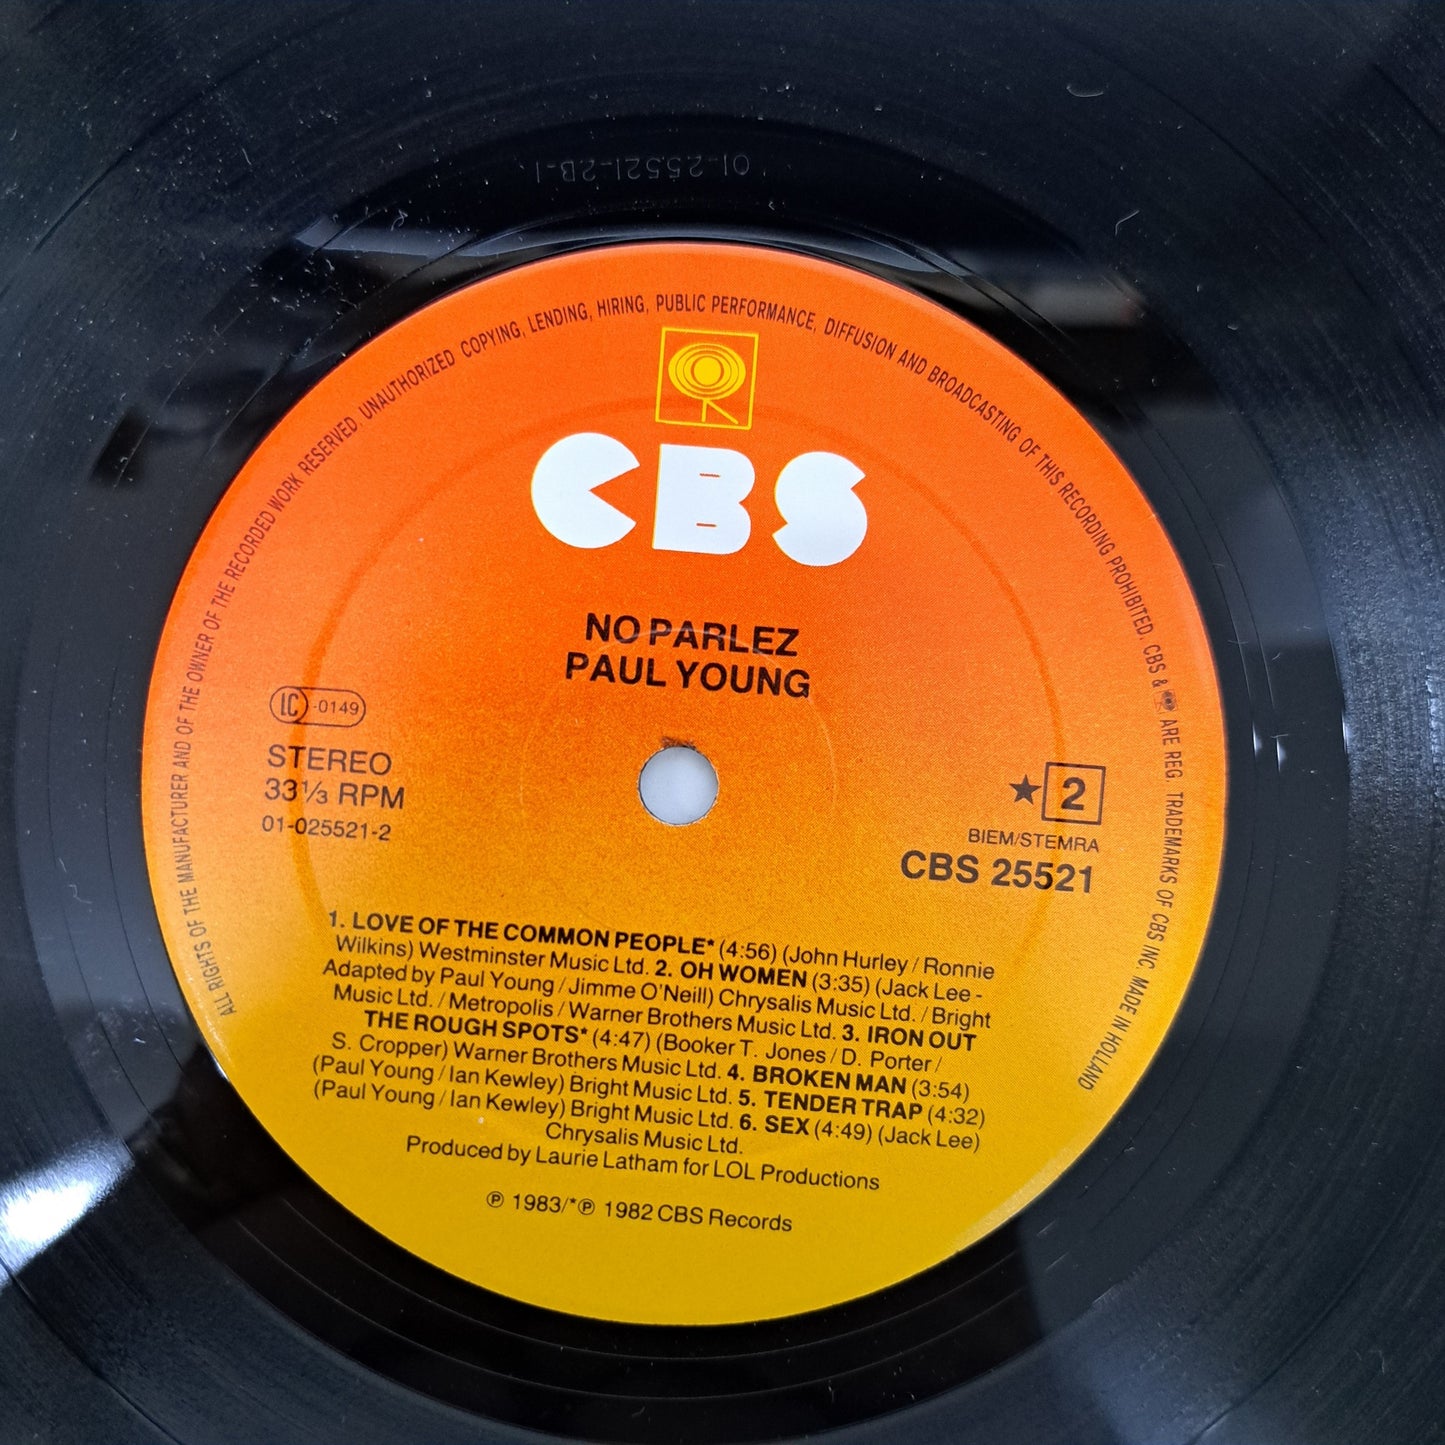 01-25521-2B-1
ALL RIGHTS OF THE MANUFACTURER AND OF THE OWNER OF THE RECORDED WORK RESERVED. UNAUTHORIZED COPYING, LENDING, HIRING, PUBLIC PERFORMANCE, DIFFUSION AND BROADCASTING OF THIS RECORDING PROHIBITED. CBS & ARE REG. TRADEMARKS OF CBS INC. MADE IN HOLLAND
CBS
NO PARLEZ
PAUL YOUNG
LC -0149
STEREO
33⅓ RPM
01-025521-2
★ 2
BIEM/STEMRA
CBS 25521
1. LOVE OF THE COMMON PEOPLE* (4:56) (John Hurley / Ronnie
Wilkins) Westminster Music Ltd. 2. OH WOMEN (3:35) (Jack Lee -
Adapted by Paul Young / Jimme O'Neill) Chrysalis Music Ltd. / Bright
Music Ltd. / Metropolis / Warner Brothers Music Ltd. 3. IRON OUT
THE ROUGH SPOTS* (4:47) (Booker T. Jones / D. Porter /
S. Cropper) Warner Brothers Music Ltd. 4. BROKEN MAN (3:54)
(Paul Young / Ian Kewley) Bright Music Ltd. 5. TENDER TRAP (4:32)
(Paul Young / Ian Kewley) Bright Music Ltd. 6. SEX (4:49) (Jack Lee)
Chrysalis Music Ltd.
Produced by Laurie Latham for LOL Productions
℗ 1983/*℗ 1982 CBS Records